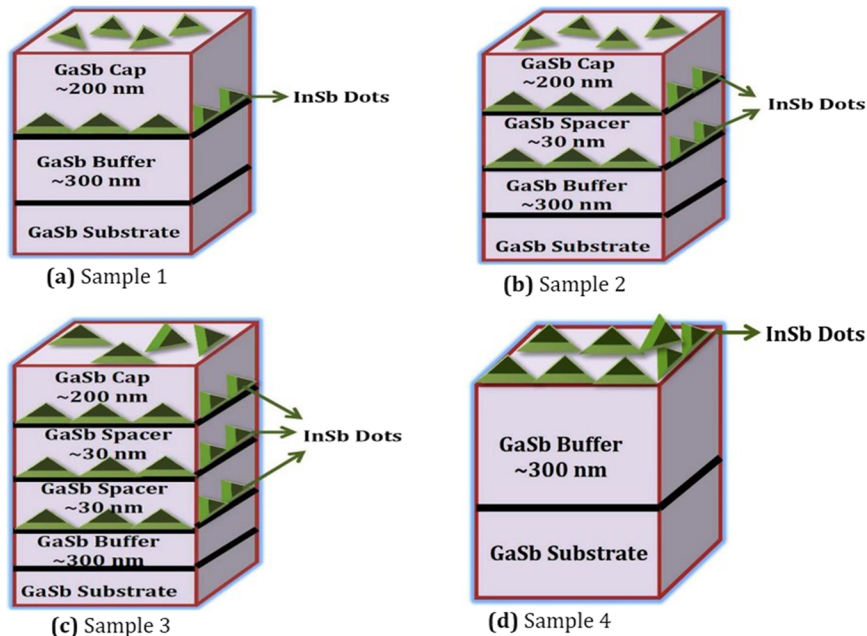 GaSb Cap
~200 nm
InSb Dots
GaSb Buffer
~300 nm
GaSb Substrate
(a) Sample 1
GaSb Cap
~200 nm
InSb Dots
GaSb Spacer
~30 nm
GaSb Buffer
~300 nm
GaSb Substrate
(b) Sample 2
GaSb Cap
~200 nm
GaSb Spacer
~30 nm
InSb Dots
GaSb Spacer
~30 nm
GaSb Buffer
~300 nm
GaSb Substrate
(c) Sample 3
InSb Dots
GaSb Buffer
~300 nm
GaSb Substrate
(d) Sample 4